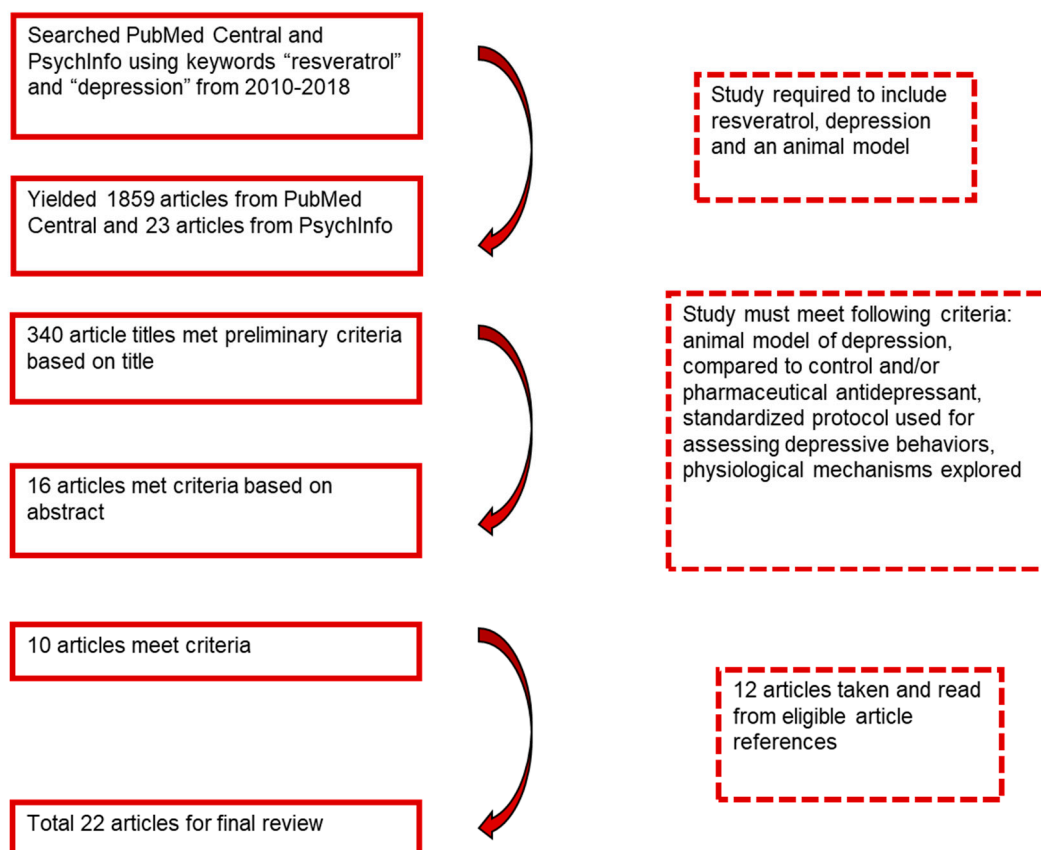 Searched PubMed Central and
PsychInfo using keywords “resveratrol”
and “depression” from 2010-2018
Study required to include
resveratrol, depression
and an animal model
Yielded 1859 articles from PubMed
Central and 23 articles from PsychInfo
340 article titles met preliminary criteria
based on title
Study must meet following criteria:
animal model of depression,
compared to control and/or
pharmaceutical antidepressant,
standardized protocol used for
assessing depressive behaviors,
physiological mechanisms explored
16 articles met criteria based on
abstract
10 articles meet criteria
12 articles taken and read
from eligible article
references
Total 22 articles for final review